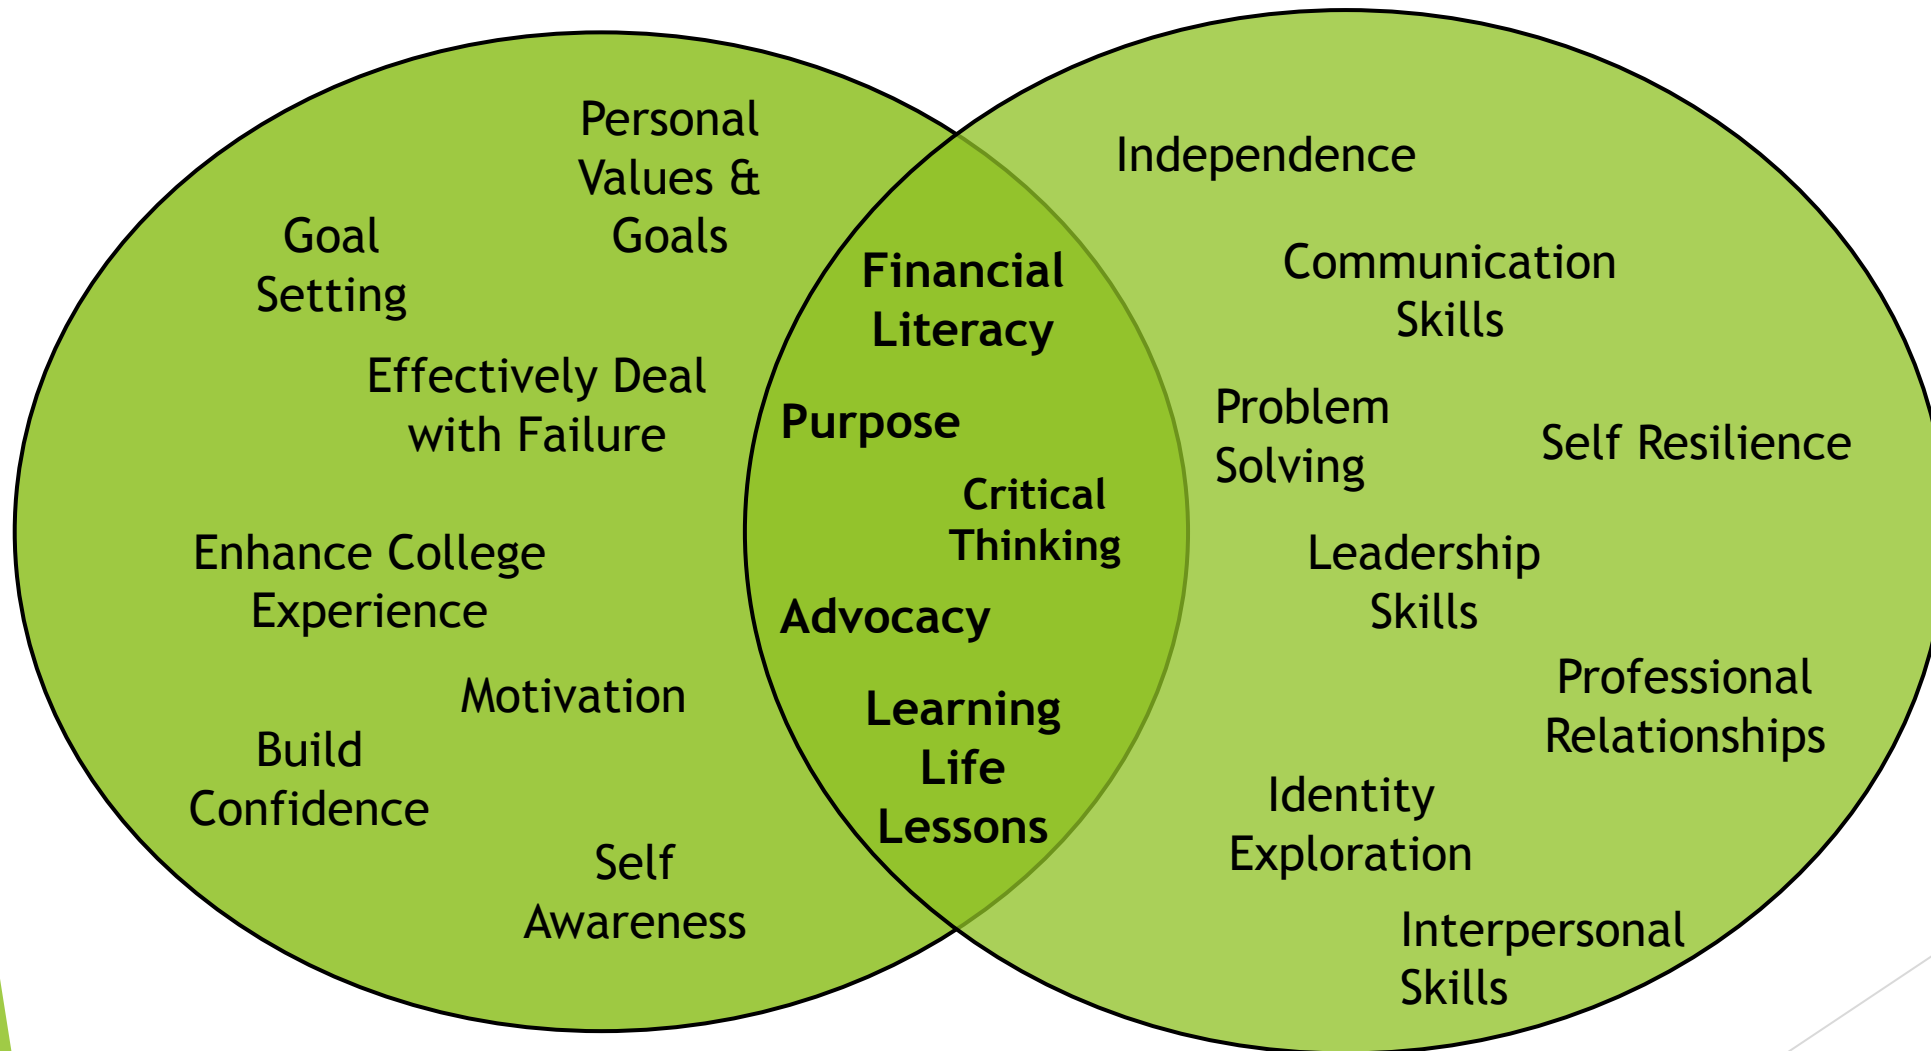 Personal
Values &
Goals
Goal
Setting
Effectively Deal
with Failure
Enhance College
Experience
Motivation
Build
Confidence
Self
Awareness
Financial
Literacy
Purpose
Critical
Thinking
Advocacy
Learning
Life
Lessons
Independence
Communication
Skills
Problem
Solving
Self Resilience
Leadership
Skills
Professional
Relationships
Identity
Exploration
Interpersonal
Skills